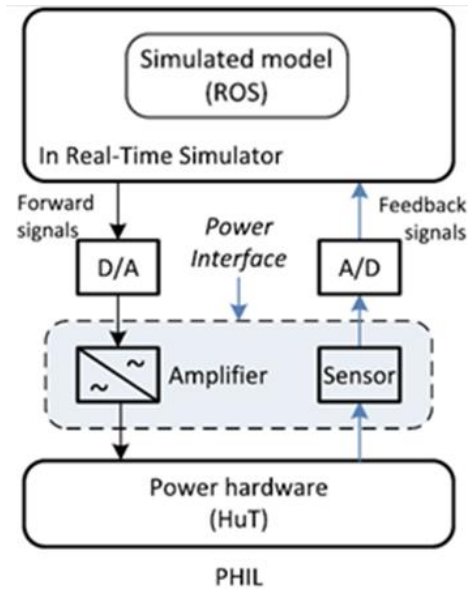 Simulated model
(ROS)
In Real-Time Simulator
Forward
signals
Power
Interface
Feedback
signals
D/A
A/D
~
~
Amplifier
Sensor
Power hardware
(HuT)
PHIL